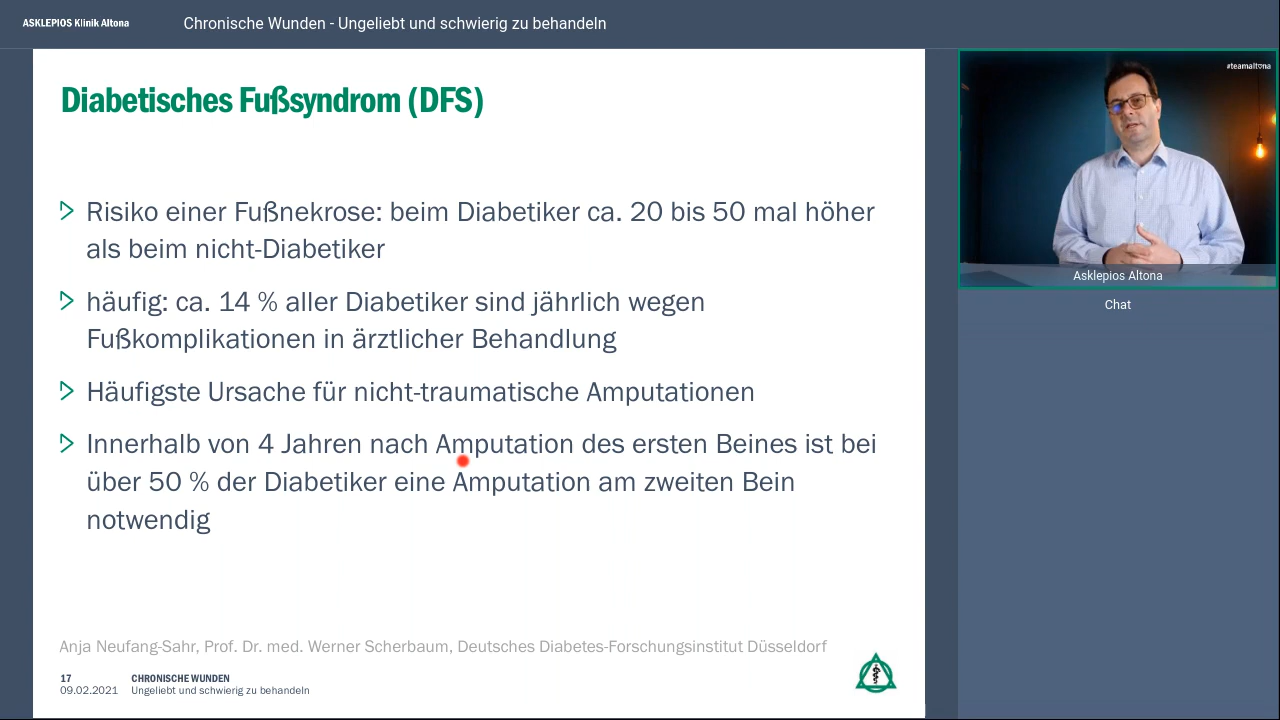 ASKLEPIOS Klinik Altona
Chronische Wunden - Ungeliebt und schwierig zu behandeln
Diabetisches Fußsyndrom (DFS)
Risiko einer Fußnekrose: beim Diabetiker ca. 20 bis 50 mal höher
als beim nicht-Diabetiker
häufig: ca. 14 % aller Diabetiker sind jährlich wegen
Fußkomplikationen in ärztlicher Behandlung
Häufigste Ursache für nicht-traumatische Amputationen
Innerhalb von 4 Jahren nach Amputation des ersten Beines ist bei
über 50 % der Diabetiker eine Amputation am zweiten Bein
notwendig
Anja Neufang-Sahr, Prof. Dr. med. Werner Scherbaum, Deutsches Diabetes-Forschungsinstitut Düsseldorf
17 CHRONISCHE WUNDEN
09.02.2021 Ungeliebt und schwierig zu behandeln
#teamaltona
Asklepios Altona
Chat